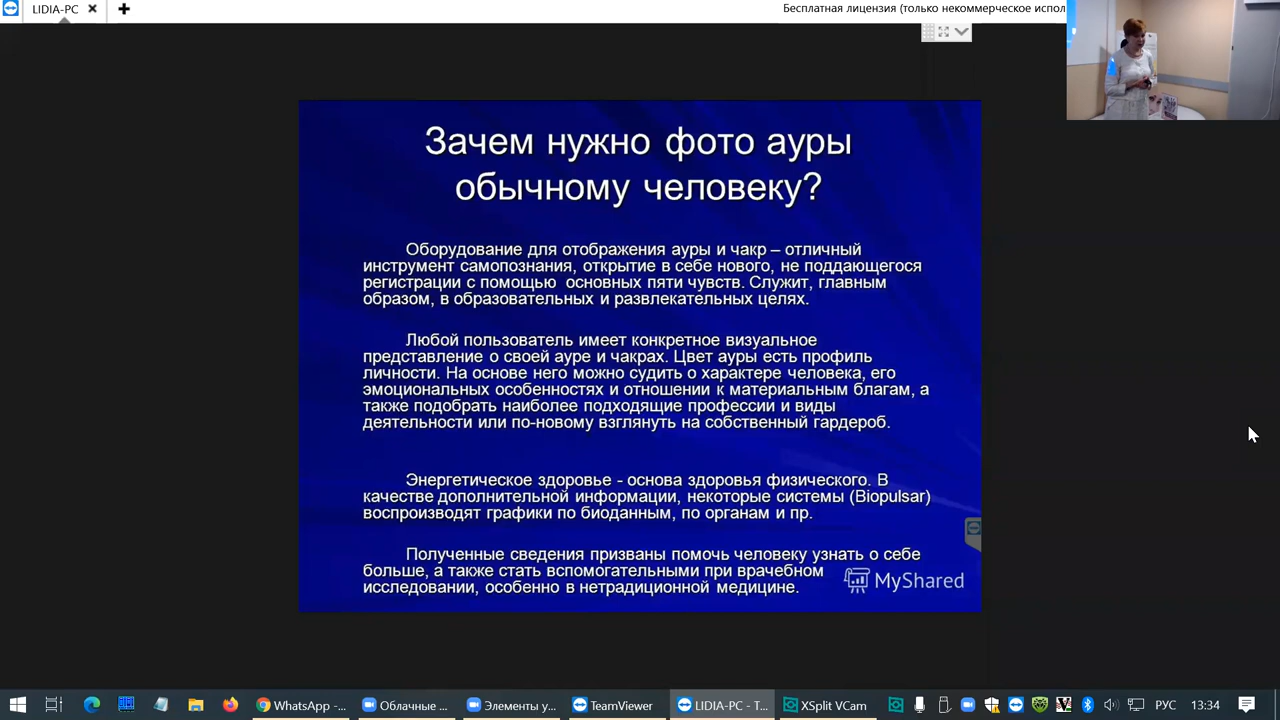 LIDIA-PC
Бесплатная лицензия (только некоммерческое испол
Зачем нужно фото ауры
обычному человеку?
Оборудование для отображения ауры и чакр – отличный
инструмент самопознания, открытие в себе нового, не поддающегося
регистрации с помощью основных пяти чувств. Служит, главным
образом, в образовательных и развлекательных целях.
Любой пользователь имеет конкретное визуальное
представление о своей ауре и чакрах. Цвет ауры есть профиль
личности. На основе него можно судить о характере человека, его
эмоциональных особенностях и отношении к материальным благам, а
также подобрать наиболее подходящие профессии и виды
деятельности или по-новому взглянуть на собственный гардероб.
Энергетическое здоровье - основа здоровья физического. В
качестве дополнительной информации, некоторые системы (Biopulsar)
воспроизводят графики по биоданным, по органам и пр.
Полученные сведения призваны помочь человеку узнать о себе
больше, а также стать вспомогательными при врачебном
исследовании, особенно в нетрадиционной медицине.
MyShared
WhatsApp - ...
Облачные ...
Элементы у...
TeamViewer
LIDIA-PC - T...
XSplit VCam
РУС
13:34